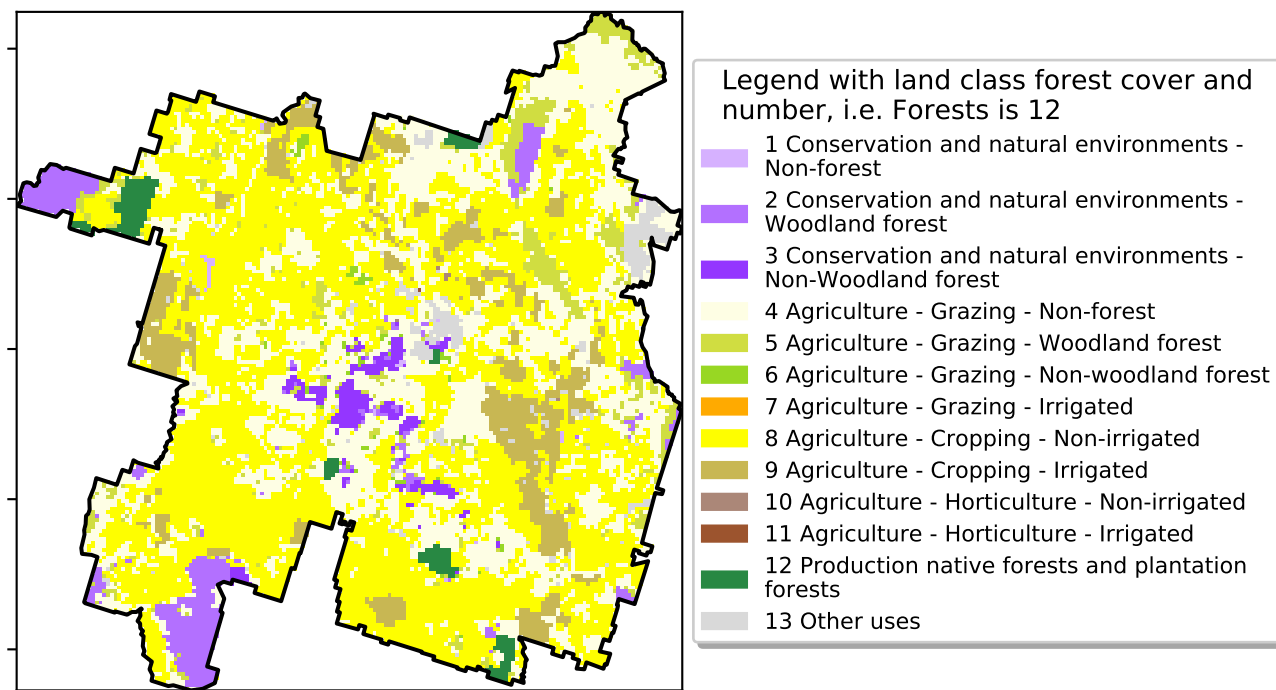 Legend with land class forest cover and
number, i.e. Forests is 12
1 Conservation and natural environments -
Non-forest
2 Conservation and natural environments -
Woodland forest
3 Conservation and natural environments -
Non-Woodland forest
4 Agriculture - Grazing - Non-forest
5 Agriculture - Grazing - Woodland forest
6 Agriculture - Grazing - Non-woodland forest
7 Agriculture - Grazing - Irrigated
8 Agriculture - Cropping - Non-irrigated
9 Agriculture - Cropping - Irrigated
10 Agriculture - Horticulture - Non-irrigated
11 Agriculture - Horticulture - Irrigated
12 Production native forests and plantation
forests
13 Other uses